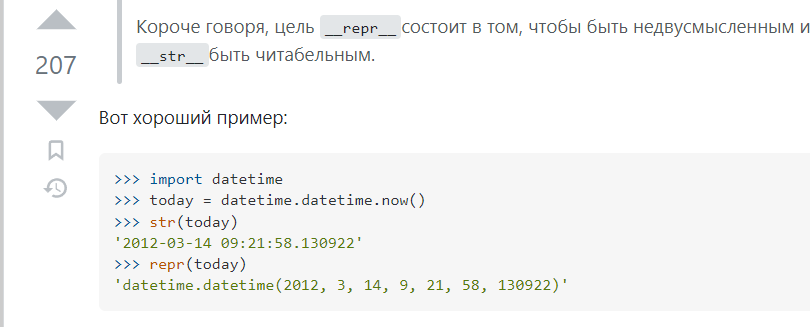 Короче говоря, цель __repr__ состоит в том, чтобы быть недвусмысленным и
__str__ быть читабельным.
207
Вот хороший пример:
>>> import datetime
>>> today = datetime.datetime.now()
>>> str(today)
'2012-03-14 09:21:58.130922'
>>> repr(today)
'datetime.datetime(2012, 3, 14, 9, 21, 58, 130922)'